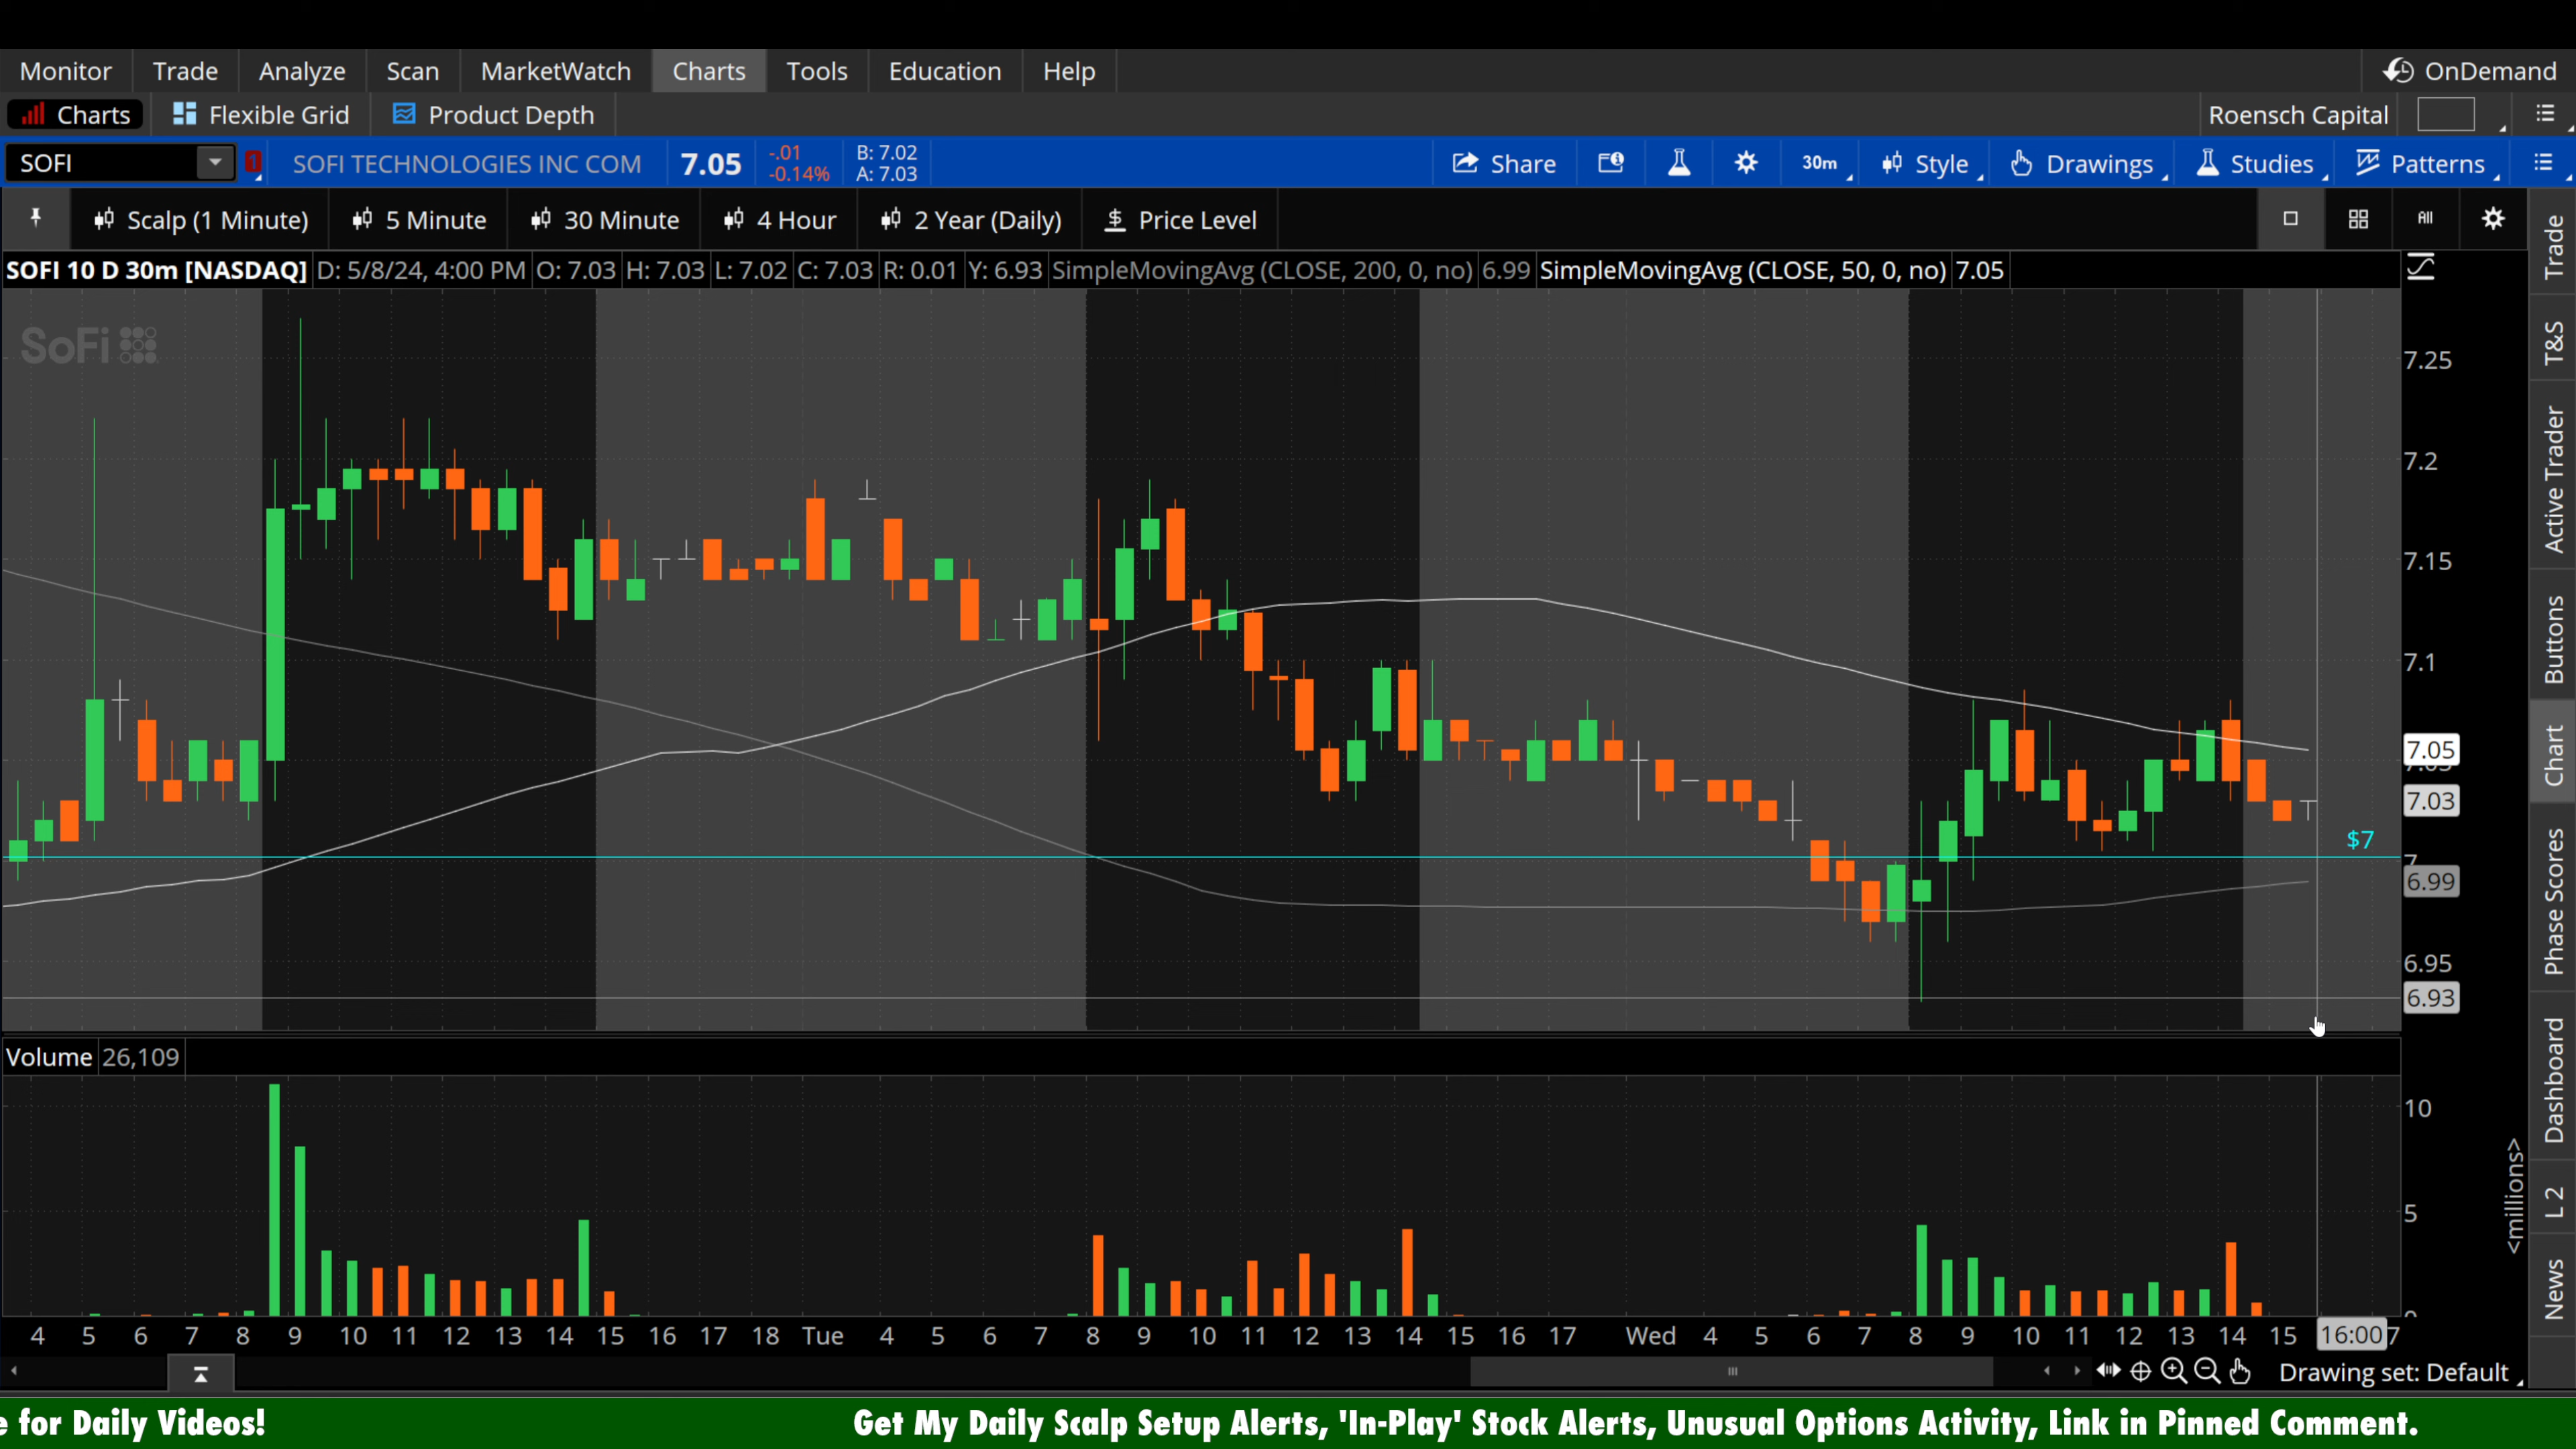 Monitor Trade Analyze Scan MarketWatch Charts Tools Education Help OnDemand
Charts Flexible Grid Product Depth Roensch Capital
SOFI 1 SOFI TECHNOLOGIES INC COM 7.05 -.01 -0.14% B: 7.02 A: 7.03 Share 30m Style Drawings Studies Patterns
Scalp (1 Minute) 5 Minute 30 Minute 4 Hour 2 Year (Daily) $ Price Level All
SOFI 10 D 30m [NASDAQ] D: 5/8/24, 4:00 PM O: 7.03 H: 7.03 L: 7.02 C: 7.03 R: 0.01 Y: 6.93 SimpleMovingAvg (CLOSE, 200, 0, no) 6.99 SimpleMovingAvg (CLOSE, 50, 0, no) 7.05
SoFi
7.25
7.2
7.15
7.1
7.05
7.03
$7
7
6.99
6.95
6.93
Volume 26,109
10
5
0
<millions>
4 5 6 7 8 9 10 11 12 13 14 15 16 17 18 Tue 4 5 6 7 8 9 10 11 12 13 14 15 16 17 Wed 4 5 6 7 8 9 10 11 12 13 14 15 16:00 7
Drawing set: Default
Trade
T&S
Active Trader
Buttons
Chart
Phase Scores
Dashboard
L 2
News
e for Daily Videos! Get My Daily Scalp Setup Alerts, 'In-Play' Stock Alerts, Unusual Options Activity, Link in Pinned Comment.